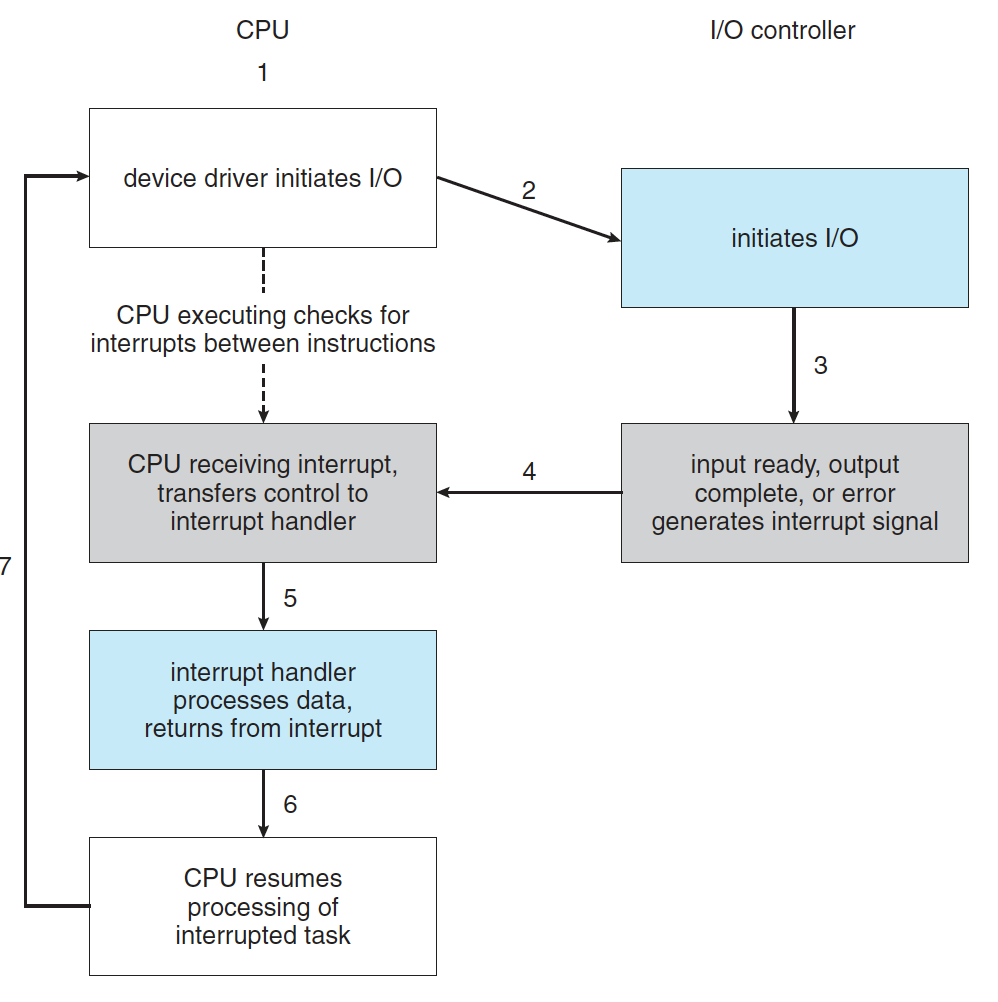 CPU
I/O controller
1
device driver initiates I/O
2
initiates I/O
CPU executing checks for
interrupts between instructions
3
CPU receiving interrupt,
transfers control to
interrupt handler
4
input ready, output
complete, or error
generates interrupt signal
7
5
interrupt handler
processes data,
returns from interrupt
6
CPU resumes
processing of
interrupted task